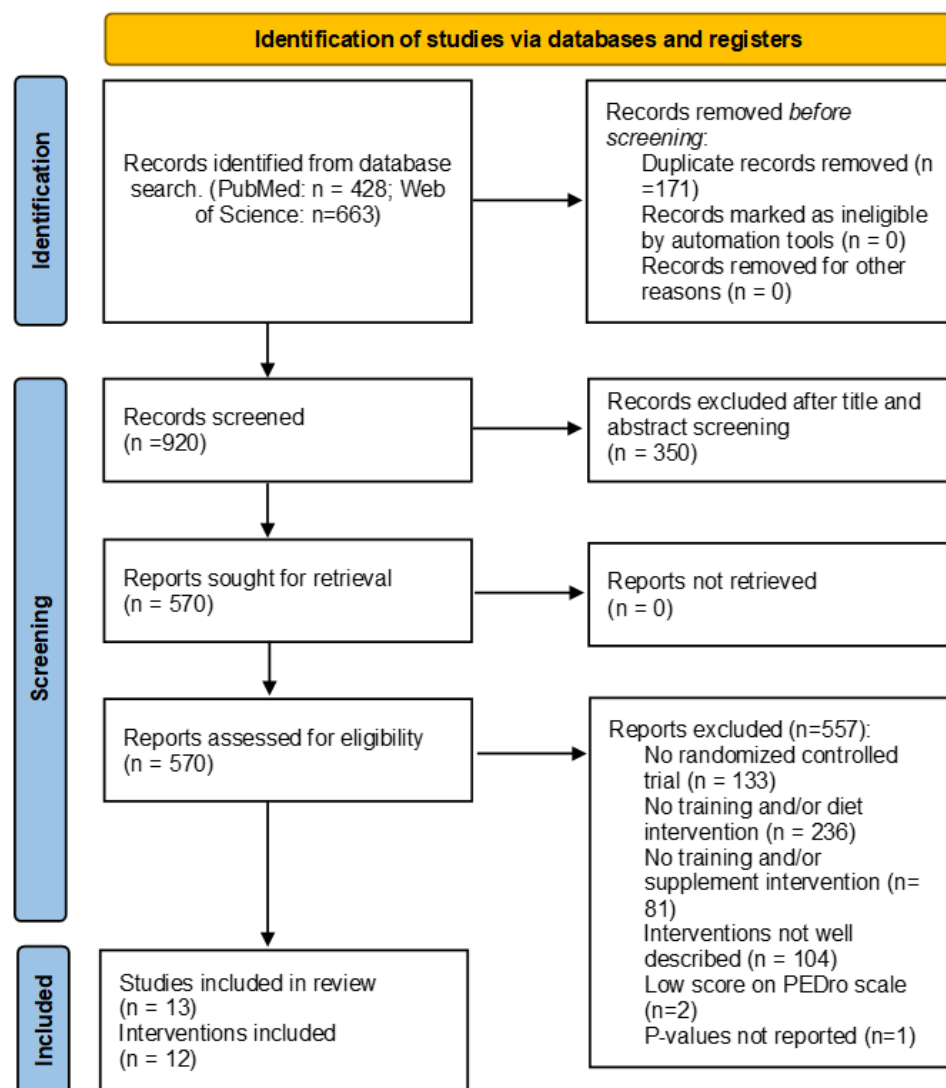 Identification of studies via databases and registers
Identification
Records identified from database
search. (PubMed: n = 428; Web
of Science: n=663)
Records removed before
screening:
Duplicate records removed (n
=171)
Records marked as ineligible
by automation tools (n = 0)
Records removed for other
reasons (n = 0)
Screening
Records screened
(n =920)
Records excluded after title and
abstract screening
(n = 350)
Reports sought for retrieval
(n = 570)
Reports not retrieved
(n = 0)
Reports assessed for eligibility
(n = 570)
Reports excluded (n=557):
No randomized controlled
trial (n = 133)
No training and/or diet
intervention (n = 236)
No training and/or
supplement intervention (n=
81)
Interventions not well
described (n = 104)
Low score on PEDro scale
(n=2)
P-values not reported (n=1)
Included
Studies included in review
(n = 13)
Interventions included
(n = 12)